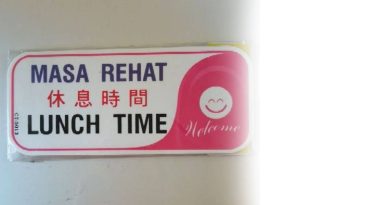 MASA REHAT
休息時間
LUNCH TIME
Welcome